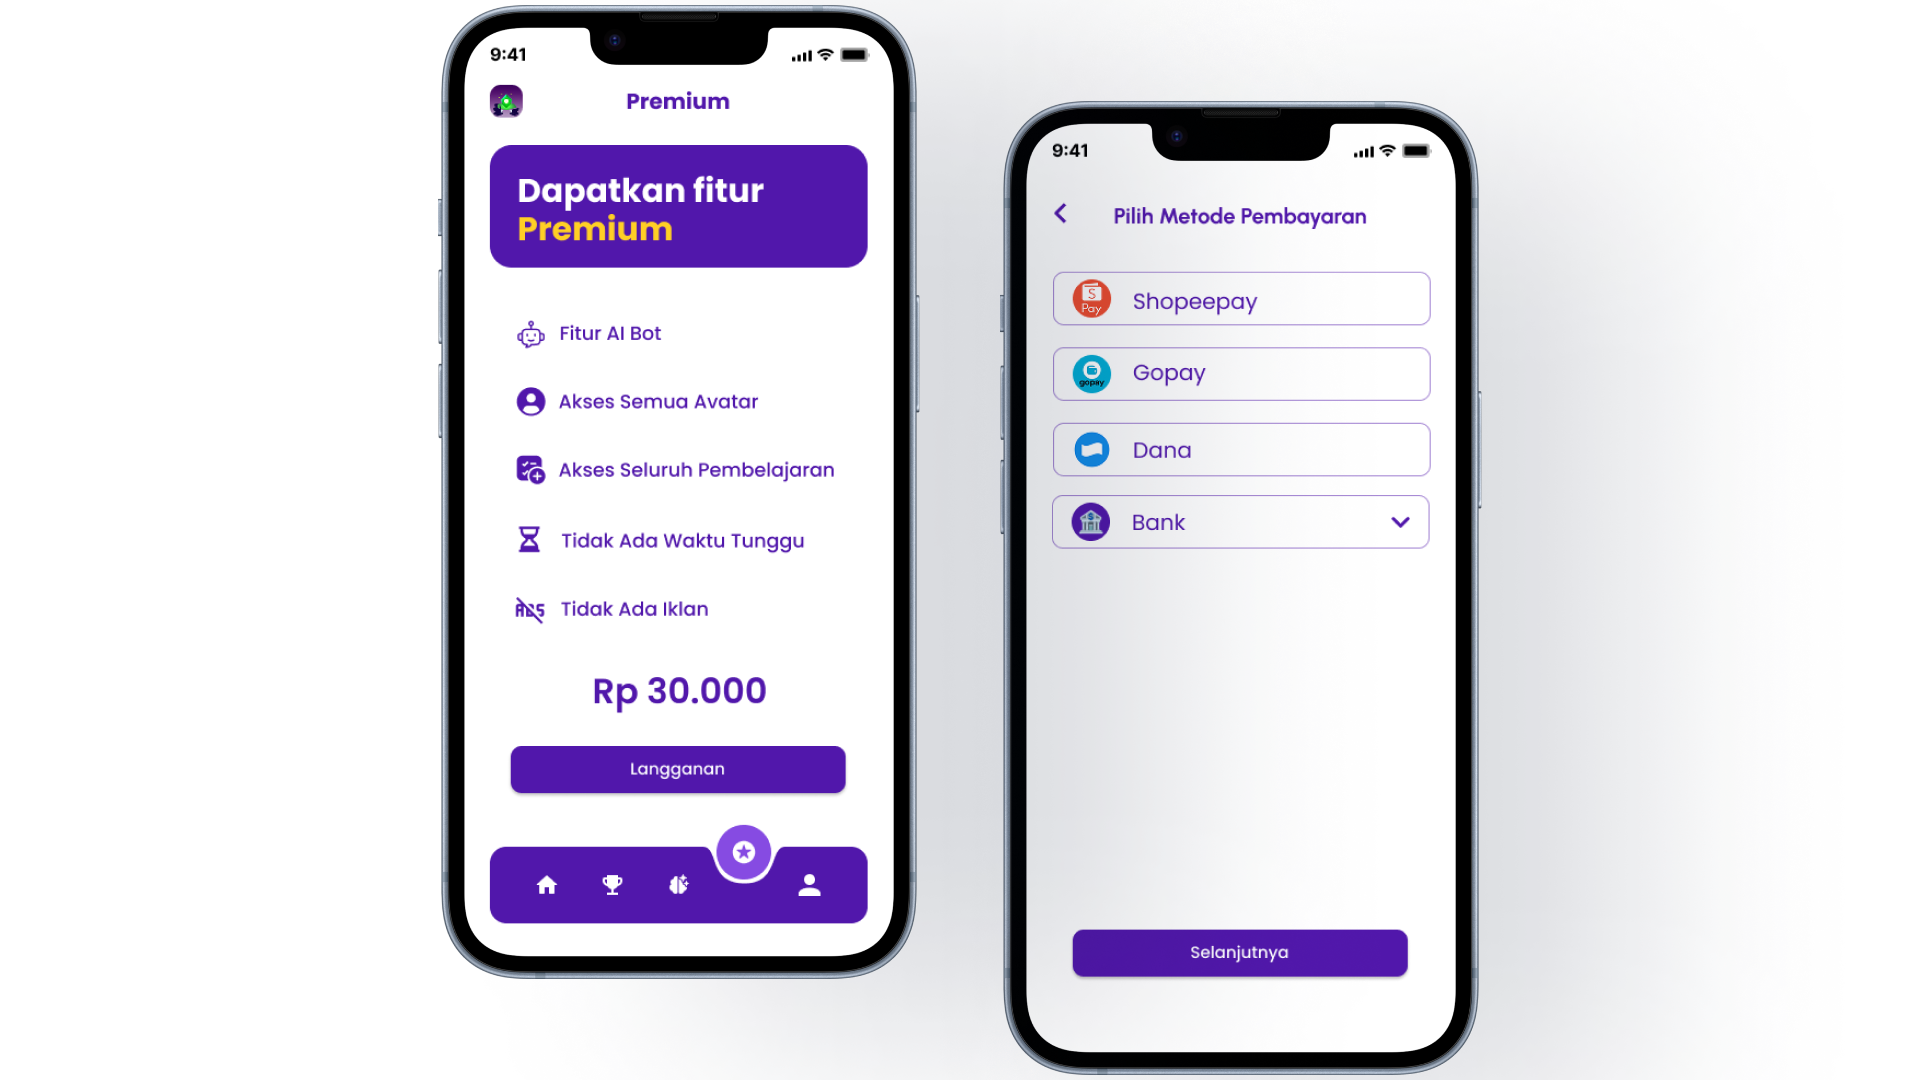 9:41
Premium
Dapatkan fitur
Premium
Fitur AI Bot
Akses Semua Avatar
Akses Seluruh Pembelajaran
Tidak Ada Waktu Tunggu
ADS
Tidak Ada Iklan
Rp 30.000
Langganan
9:41
Pilih Metode Pembayaran
S
Pay
Shopeepay
gopay
Gopay
Dana
Bank
Selanjutnya